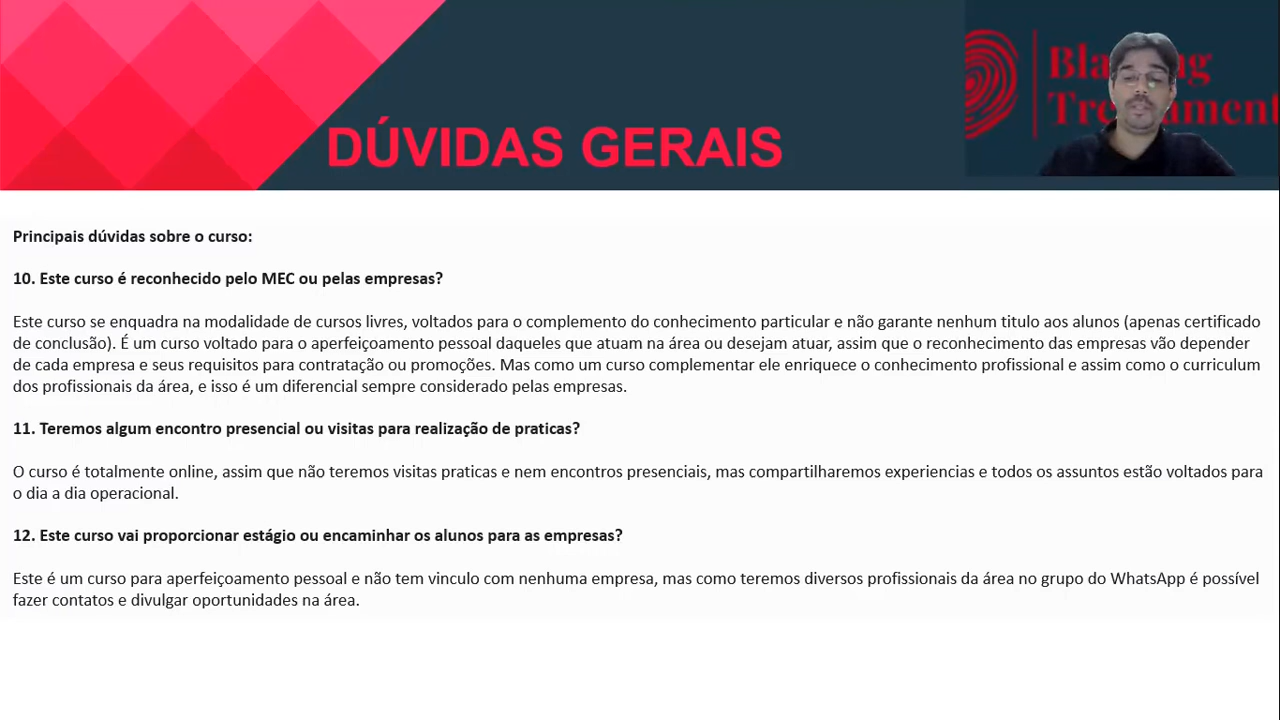 DÚVIDAS GERAIS
Principais dúvidas sobre o curso:
10. Este curso é reconhecido pelo MEC ou pelas empresas?
Este curso se enquadra na modalidade de cursos livres, voltados para o complemento do conhecimento particular e não garante nenhum titulo aos alunos (apenas certificado
de conclusão). É um curso voltado para o aperfeiçoamento pessoal daqueles que atuam na área ou desejam atuar, assim que o reconhecimento das empresas vão depender
de cada empresa e seus requisitos para contratação ou promoções. Mas como um curso complementar ele enriquece o conhecimento profissional e assim como o curriculum
dos profissionais da área, e isso é um diferencial sempre considerado pelas empresas.
11. Teremos algum encontro presencial ou visitas para realização de praticas?
O curso é totalmente online, assim que não teremos visitas praticas e nem encontros presenciais, mas compartilharemos experiencias e todos os assuntos estão voltados para
o dia a dia operacional.
12. Este curso vai proporcionar estágio ou encaminhar os alunos para as empresas?
Este é um curso para aperfeiçoamento pessoal e não tem vinculo com nenhuma empresa, mas como teremos diversos profissionais da área no grupo do WhatsApp é possível
fazer contatos e divulgar oportunidades na área.